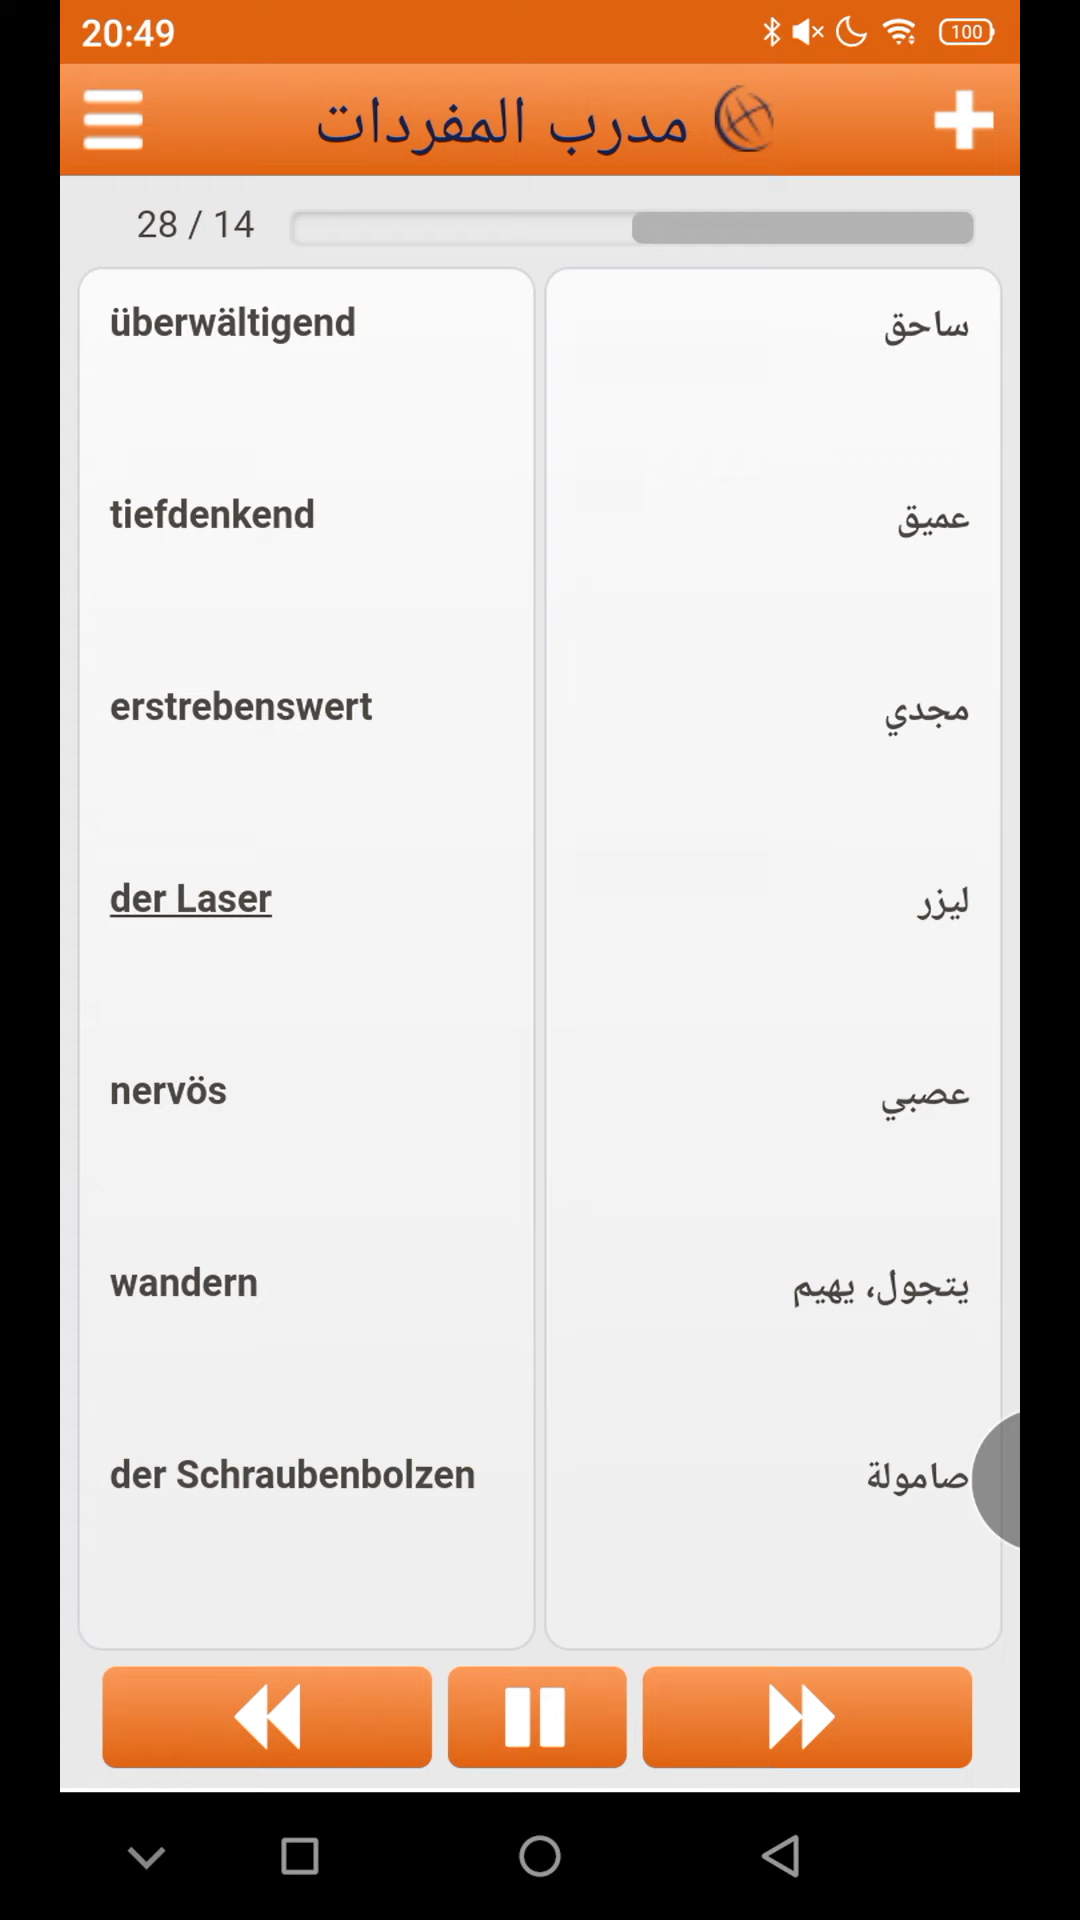 20:49
100
مدرب المفردات
28 / 14
überwältigend
ساحق
tiefdenkend
عميق
erstrebenswert
مجدي
der Laser
ليزر
nervös
عصبي
wandern
يتجول، يهيم
der Schraubenbolzen
صامولة